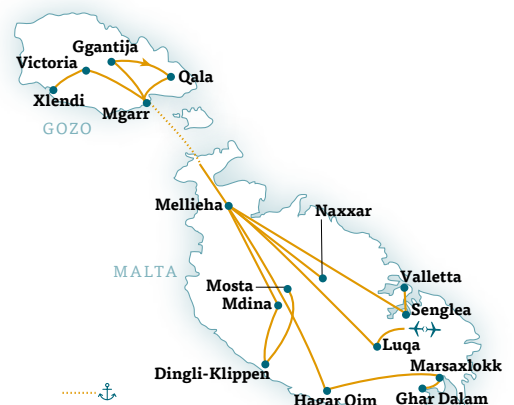 Ggantija
Victoria
Qala
Xlendi
Mgarr
GOZO
Mellieha
Naxxar
MALTA
Valletta
Mosta
Mdina
Senglea
Luqa
Marsaxlokk
Dingli-Klippen
Hagar Qim
Ghar Dalam